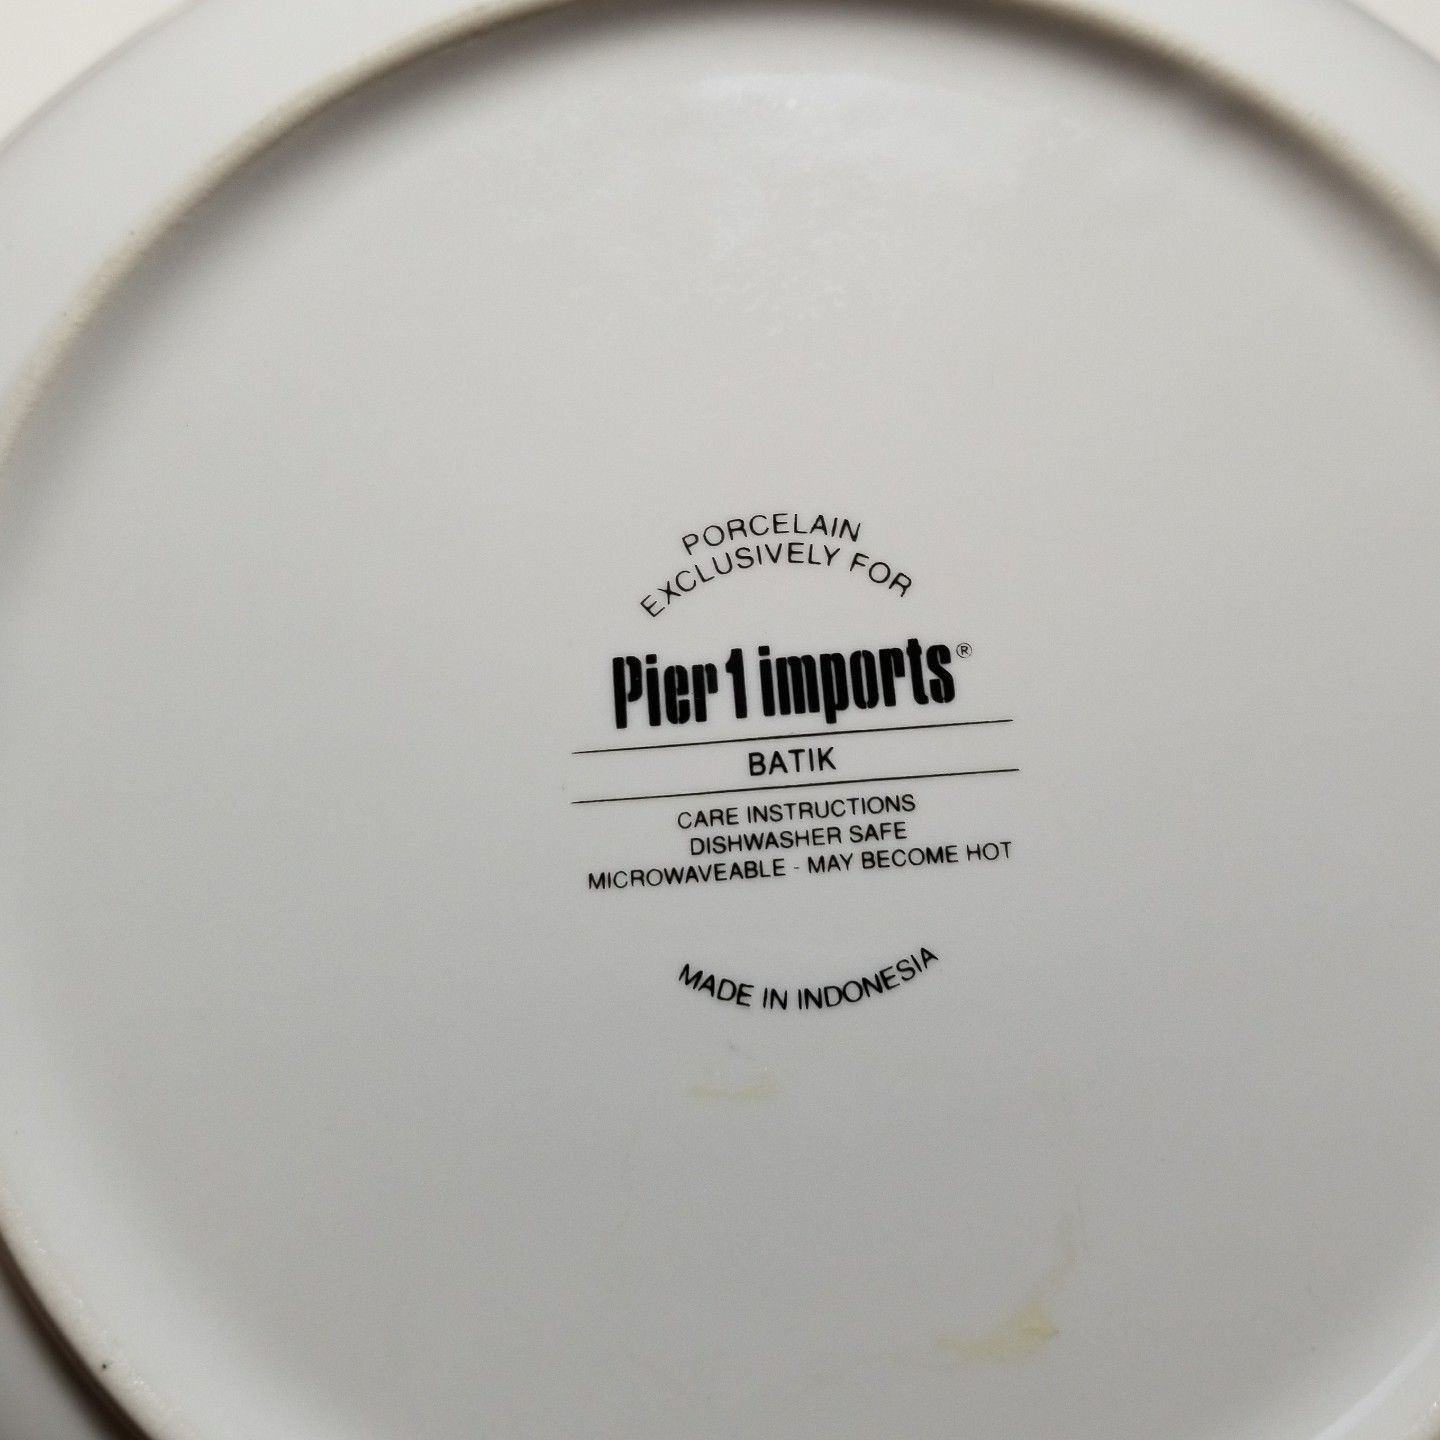 PORCELAIN
EXCLUSIVELY FOR
Pier 1 imports®
BATIK
CARE INSTRUCTIONS
DISHWASHER SAFE
MICROWAVEABLE - MAY BECOME HOT
MADE IN INDONESIA